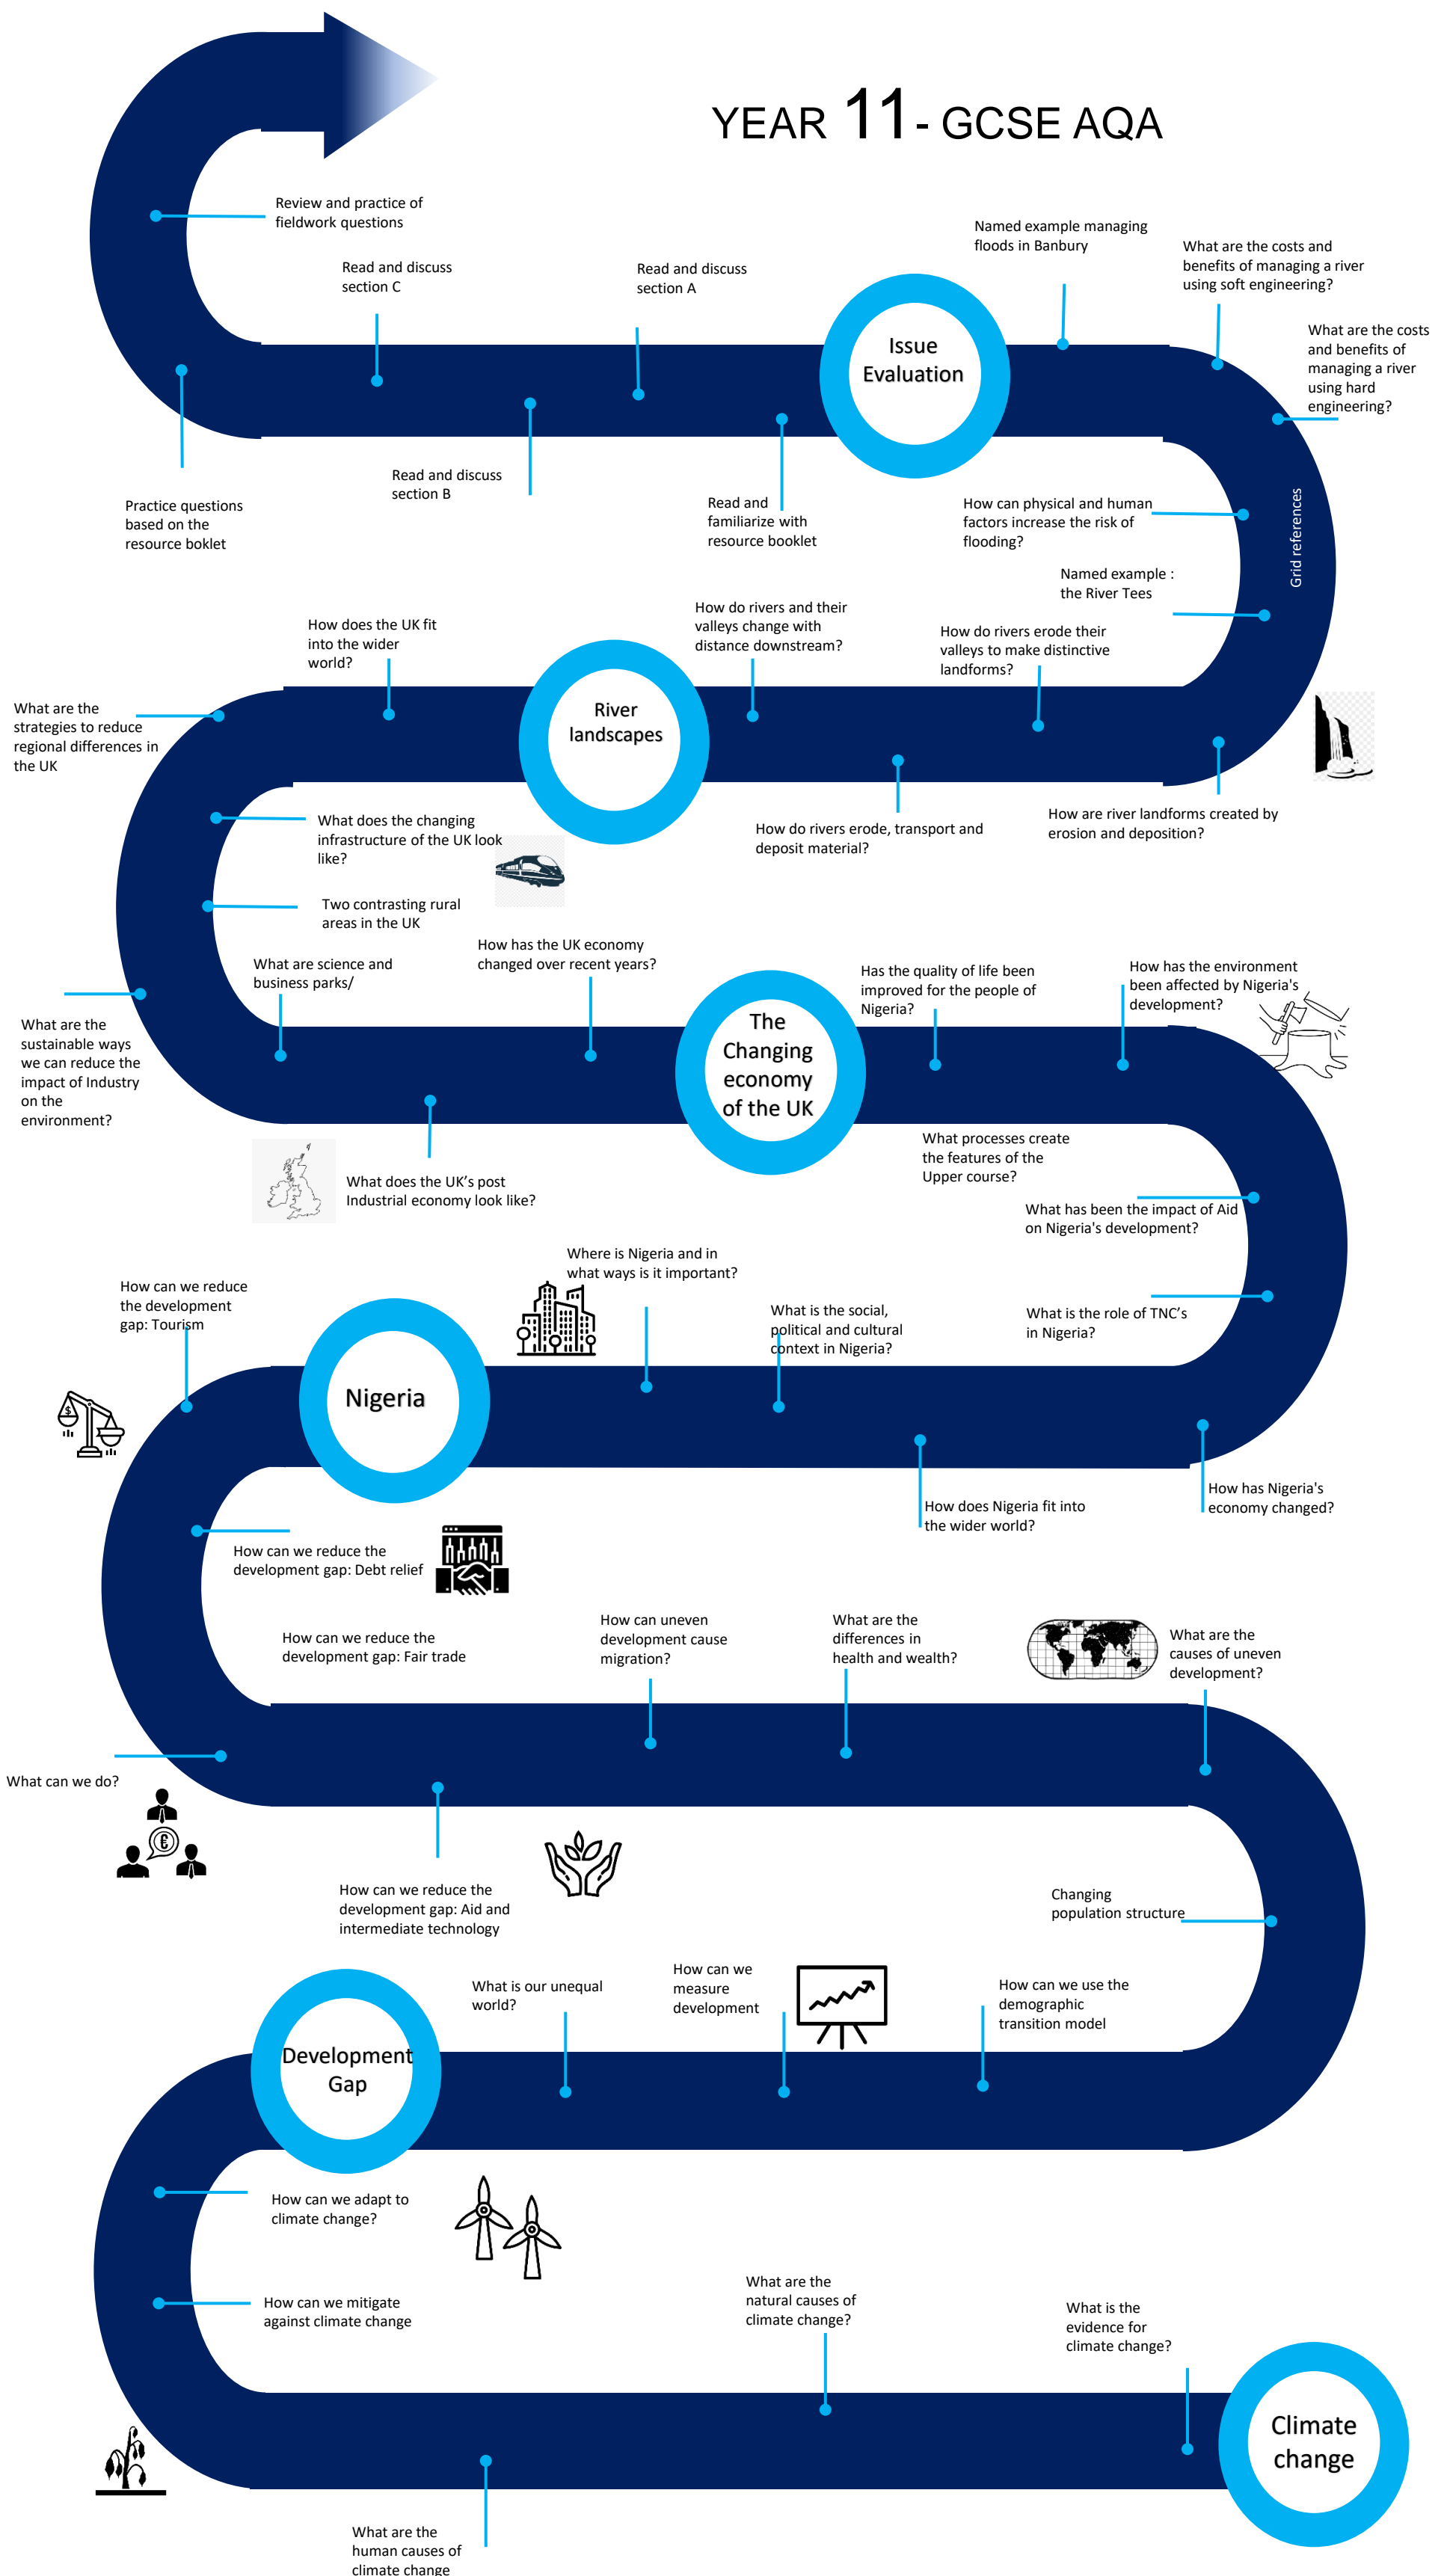 YEAR 11- GCSE AQA
Review and practice of
fieldwork questions
Read and discuss
section C
Read and discuss
section A
Named example managing
floods in Banbury
What are the costs and
benefits of managing a river
using soft engineering?
What are the costs
and benefits of
managing a river
using hard
engineering?
Issue
Evaluation
Practice questions
based on the
resource boklet
Read and discuss
section B
Read and
familiarize with
resource booklet
How can physical and human
factors increase the risk of
flooding?
Grid references
Named example :
the River Tees
How does the UK fit
into the wider
world?
How do rivers and their
valleys change with
distance downstream?
How do rivers erode their
valleys to make distinctive
landforms?
What are the
strategies to reduce
regional differences in
the UK
River
landscapes
What does the changing
infrastructure of the UK look
like?
How do rivers erode, transport and
deposit material?
How are river landforms created by
erosion and deposition?
Two contrasting rural
areas in the UK
What are science and
business parks/
How has the UK economy
changed over recent years?
Has the quality of life been
improved for the people of
Nigeria?
How has the environment
been affected by Nigeria's
development?
What are the
sustainable ways
we can reduce the
impact of Industry
on the
environment?
The
Changing
economy
of the UK
What does the UK's post
Industrial economy look like?
What processes create
the features of the
Upper course?
What has been the impact of Aid
on Nigeria's development?
Where is Nigeria and in
what ways is it important?
How can we reduce
the development
gap: Tourism
What is the social,
political and cultural
context in Nigeria?
What is the role of TNC's
in Nigeria?
$
Nigeria
How does Nigeria fit into
the wider world?
How has Nigeria's
economy changed?
How can we reduce the
development gap: Debt relief
How can we reduce the
development gap: Fair trade
How can uneven
development cause
migration?
What are the
differences in
health and wealth?
What are the
causes of uneven
development?
What can we do?
€
How can we reduce the
development gap: Aid and
intermediate technology
Changing
population structure
What is our unequal
world?
How can we
measure
development
How can we use the
demographic
transition model
Development
Gap
How can we adapt to
climate change?
How can we mitigate
against climate change
What are the
natural causes of
climate change?
What is the
evidence for
climate change?
Climate
change
What are the
human causes of
climate change